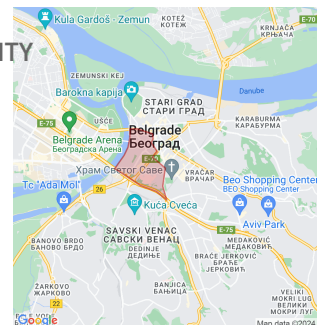 Kula Gardoš - Zemun
КОТЕЖ
KOTEŽ
KRNJAČA
КРЊАЧА
ITY
ZEMUNSKI KEJ
Barokna kapija
Danube
STARI GRAD
СТАРИ ГРАД
E-75
UŠĆE
KARABURMA
КАРАБУРМА
Belgrade
Београд
Belgrade Arena
Београдска Арена
E-75
Храм Светог Саве
VRAČAR
ВРАЧАР
Beo Shopping Center
BEO Shopping Center
Tc "Ada Mol"
Kuća Cveća
E-75
Aviv Park
SAVSKI VENAC
САВСКИ ВЕНАЦ
MEDAKOVIĆ
МЕДАКОВИЋ
BANOVO BRDO
БАНОВО БРДО
DEDINJE
ДЕДИЊЕ
BRAĆE JERKOVIĆ
БРАЋЕ
ЈЕРКОВИЋ
ŽARKOVO
ЖАРКОВО
BANJICA
БАЊИЦА
VELIKI
MOKRI LUG
ВЕЛИКИ
МОКРИ ЛУГ
22
Google
Map data ©2024